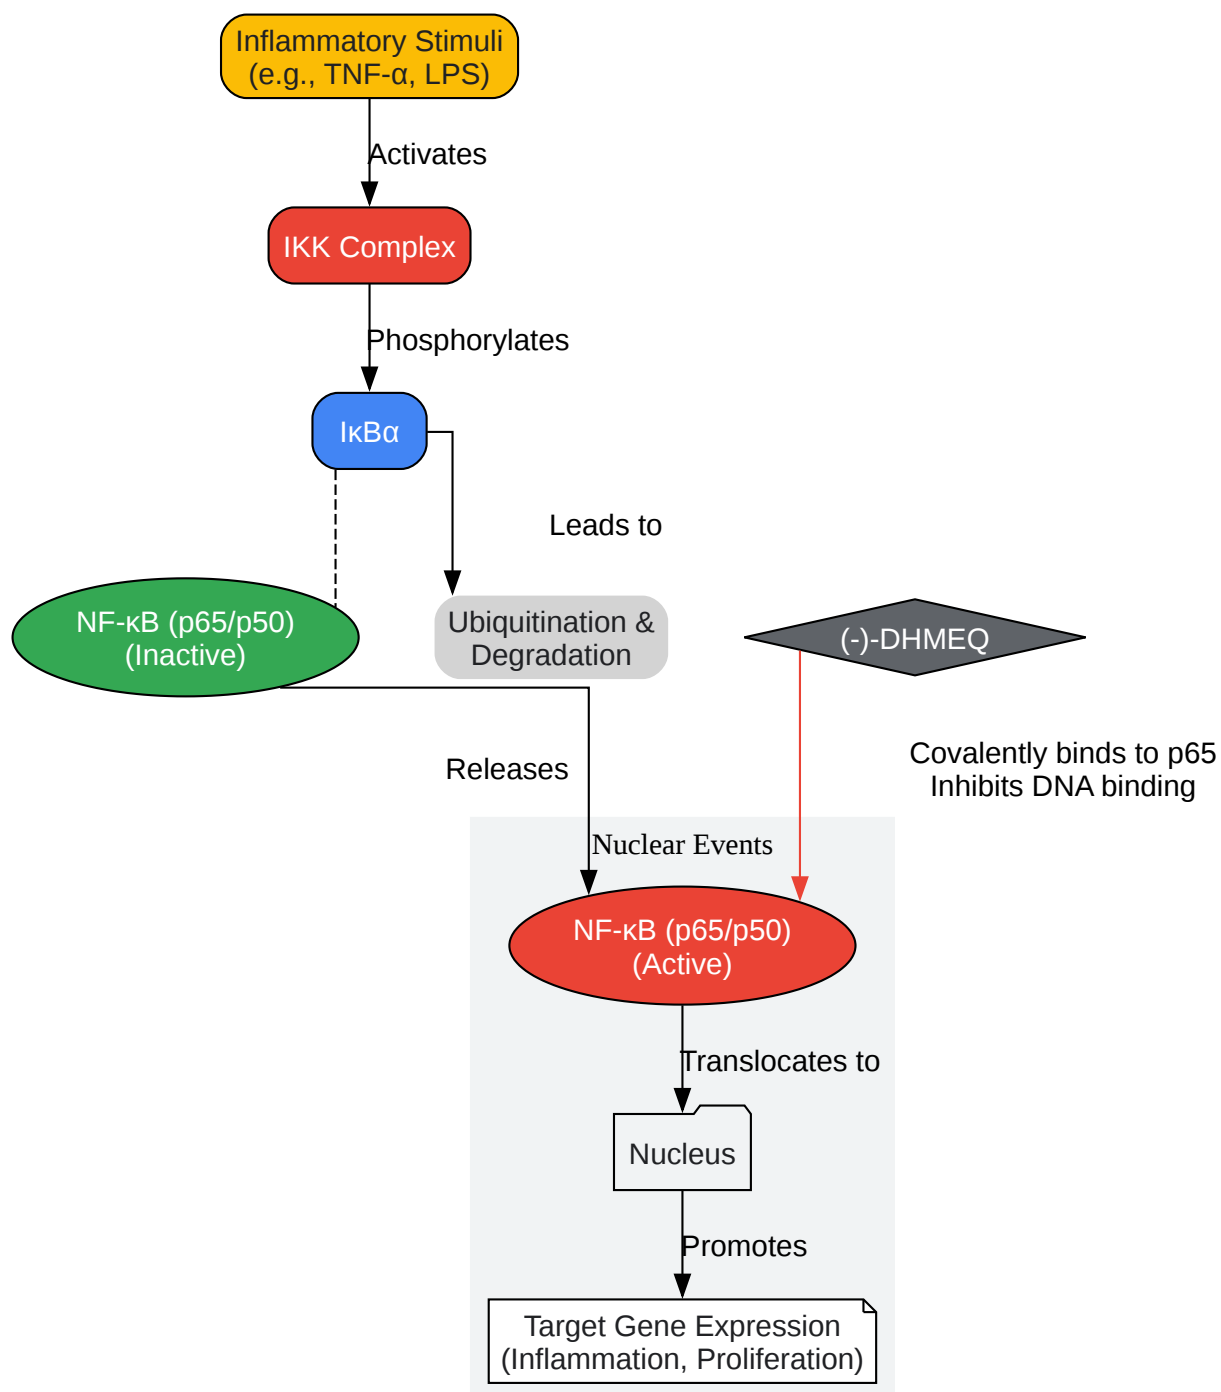 Inflammatory Stimuli
(e.g., TNF-α, LPS)
Activates
IKK Complex
Phosphorylates
IκBα
Leads to
NF-κB (p65/p50)
(Inactive)
Ubiquitination &
Degradation
(-)-DHMEQ
Releases
Covalently binds to p65
Inhibits DNA binding
Nuclear Events
NF-κB (p65/p50)
(Active)
Translocates to
Nucleus
Promotes
Target Gene Expression
(Inflammation, Proliferation)